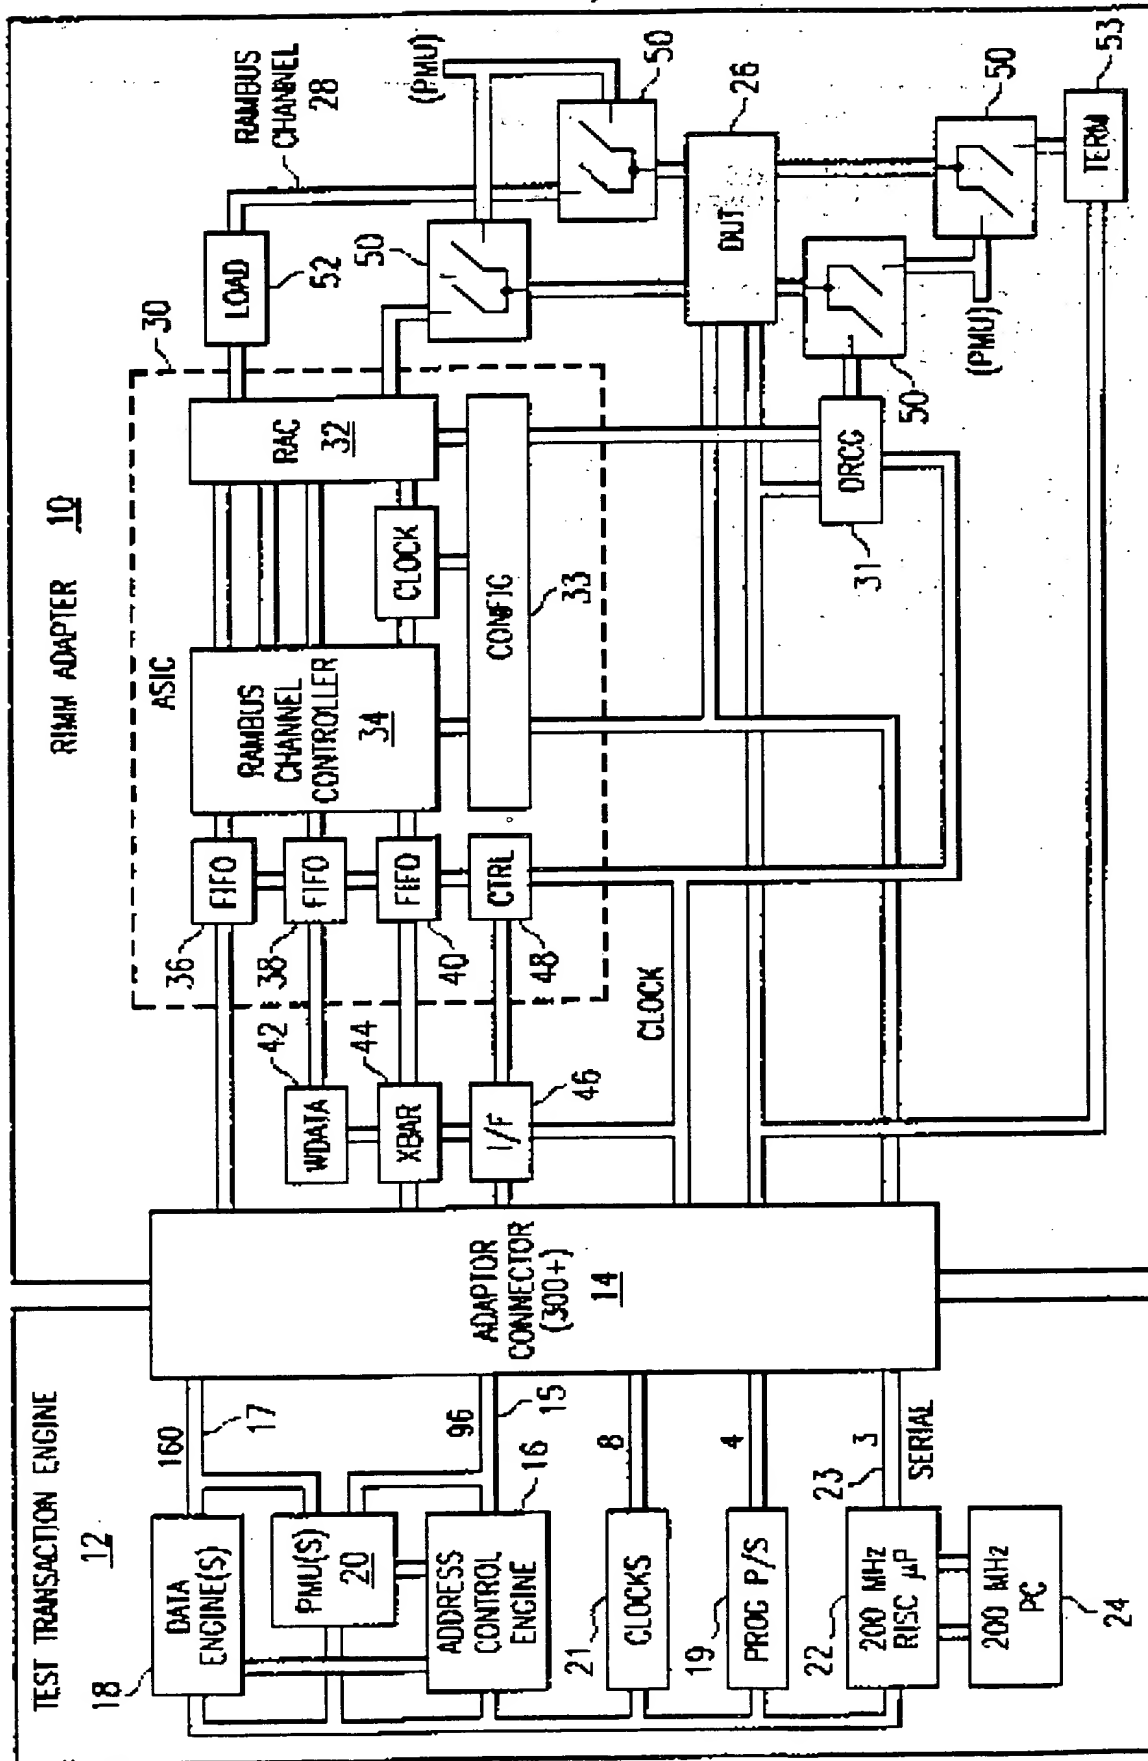 TEST TRANSACTION ENGINE
12
18
DATA
ENGINE(S)
160
17
PMU(S)
20
96
15
16
ADDRESS
CONTROL
ENGINE
21
CLOCKS
8
19
PROG P/S
4
22
200 MHz
RISC µP
23
3
SERIAL
200 MHz
PC
24
ADAPTOR
CONNECTOR
(300+)
14
RIMM ADAPTER 10
ASIC
30
36
FIFO
42
WDATA
38
FIFO
44
XBAR
40
FIFO
I/F
46
48
CTRL
RAMBUS
CHANNEL
CONTROLLER
34
CLOCK
RAC
32
CONFIG
33
CLOCK
LOAD
52
RAMBUS
CHANNEL
28
(PMU)
50
50
DUT
26
DRCG
31
50
(PMU)
50
TERM
53